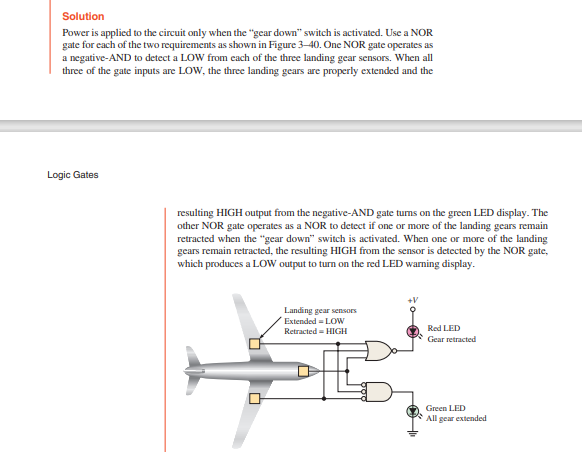 Solution
Power is applied to the circuit only when the “gear down” switch is activated. Use a NOR
gate for each of the two requirements as shown in Figure 3–40. One NOR gate operates as
a negative-AND to detect a LOW from each of the three landing gear sensors. When all
three of the gate inputs are LOW, the three landing gears are properly extended and the
Logic Gates
resulting HIGH output from the negative-AND gate turns on the green LED display. The
other NOR gate operates as a NOR to detect if one or more of the landing gears remain
retracted when the “gear down” switch is activated. When one or more of the landing
gears remain retracted, the resulting HIGH from the sensor is detected by the NOR gate,
which produces a LOW output to turn on the red LED warning display.
+V
Landing gear sensors
Extended = LOW
Retracted = HIGH
Red LED
Gear retracted
Green LED
All gear extended